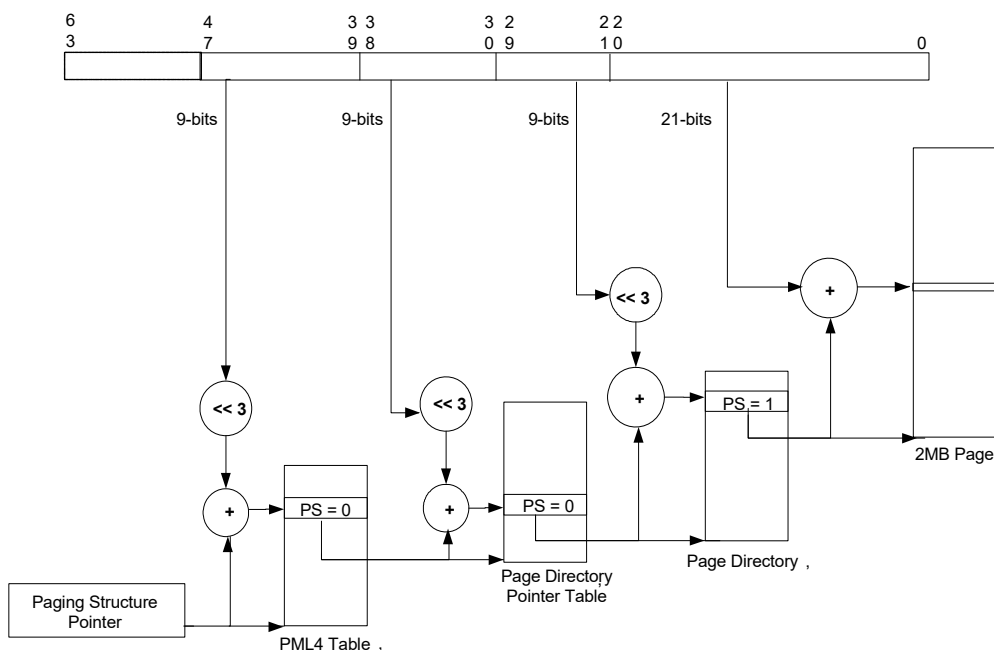 6 4 3 3 3 2 2 2
3 7 9 8 0 9 1 0 0
9-bits 9-bits 9-bits 21-bits
<< 3
+
<< 3
<< 3
+
PS = 1
2MB Page
<< 3
+
PS = 0
+
PS = 0
Page Directory ,
Page Directory,
Pointer Table
Paging Structure
Pointer
PML4 Table ,